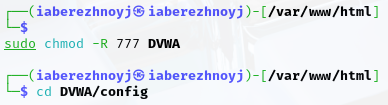 ┌──(iaberezhnoyj㉿iaberezhnoyj)-[/var/www/html]
└─$
sudo chmod -R 777 DVWA
┌──(iaberezhnoyj㉿iaberezhnoyj)-[/var/www/html]
└─$ cd DVWA/config